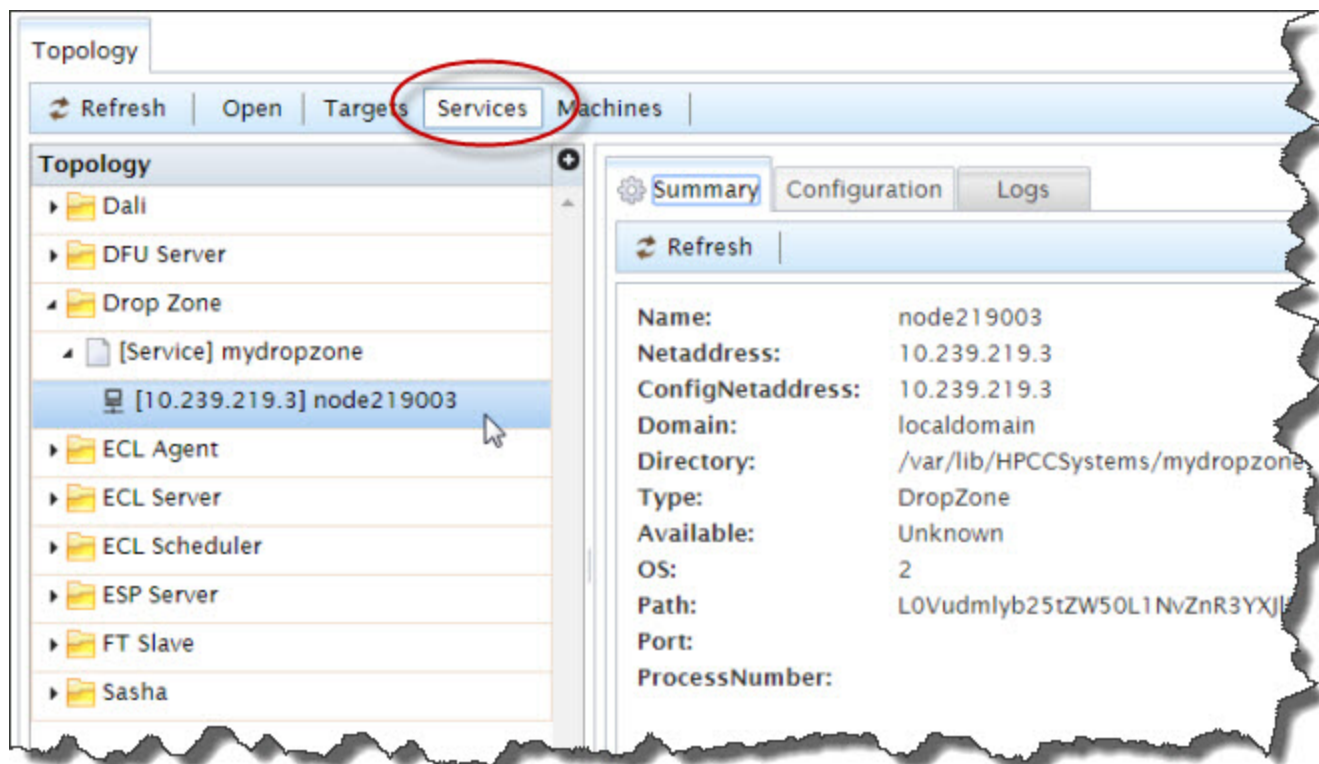 Topology
Refresh Open Targets Services Machines
Topology
Dali
DFU Server
Drop Zone
[Service] mydropzone
[10.239.219.3] node219003
ECL Agent
ECL Server
ECL Scheduler
ESP Server
FT Slave
Sasha
Summary Configuration Logs
Refresh
Name: node219003
Netaddress: 10.239.219.3
ConfigNetaddress: 10.239.219.3
Domain: localdomain
Directory: /var/lib/HPCCSystems/mydropzone
Type: DropZone
Available: Unknown
OS: 2
Path:
Port:
ProcessNumber: